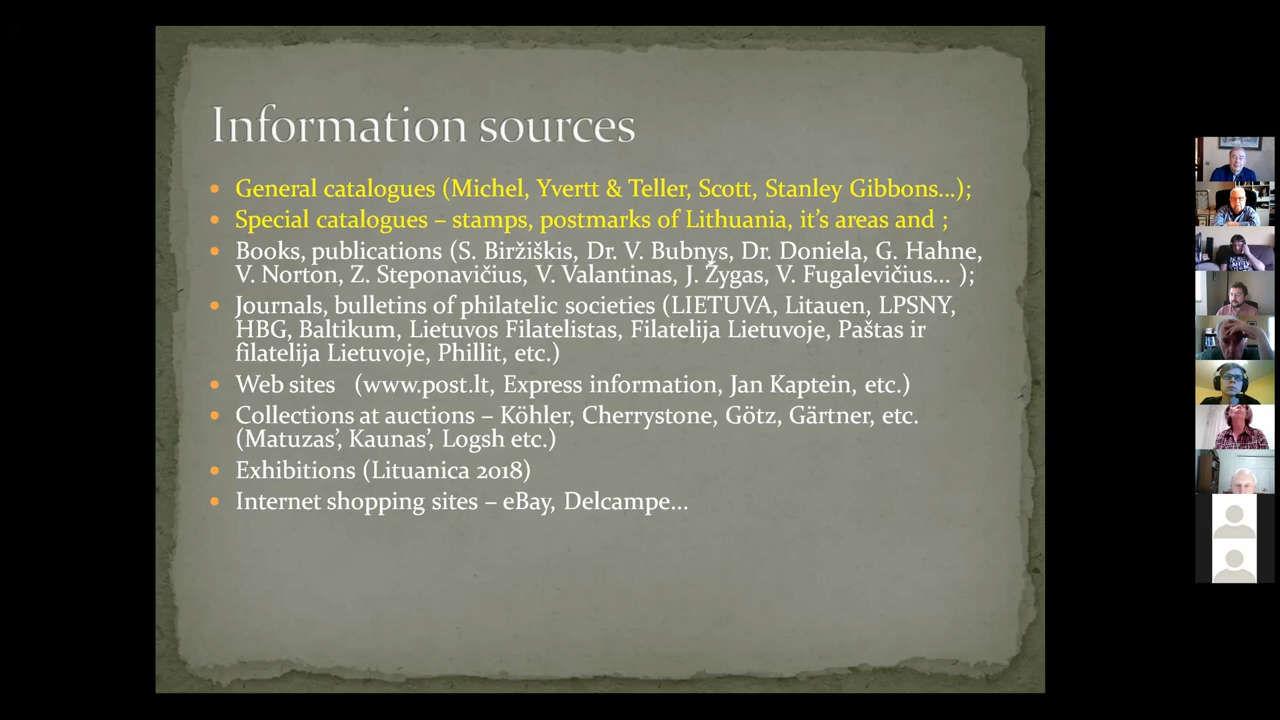 Information sources
General catalogues (Michel, Yvertt & Teller, Scott, Stanley Gibbons...);
Special catalogues – stamps, postmarks of Lithuania, it's areas and ;
Books, publications (S. Biržiškis, Dr. V. Bubnys, Dr. Doniela, G. Hahne,
V. Norton, Z. Steponavičius, V. Valantinas, J. Žygas, V. Fugalevičius... );
Journals, bulletins of philatelic societies (LIETUVA, Litauen, LPSNY,
HBG, Baltikum, Lietuvos Filatelistas, Filatelija Lietuvoje, Paštas ir
filatelija Lietuvoje, Phillit, etc.)
Web sites (www.post.lt, Express information, Jan Kaptein, etc.)
Collections at auctions – Köhler, Cherrystone, Götz, Gärtner, etc.
(Matuzas', Kaunas', Logsh etc.)
Exhibitions (Lituanica 2018)
Internet shopping sites – eBay, Delcampe...